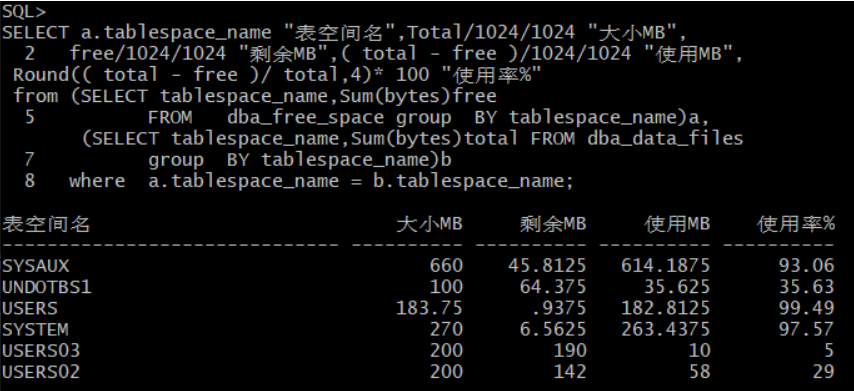 SQL>
SELECT a.tablespace_name "表空间名",Total/1024/1024 "大小MB",
  2   free/1024/1024 "剩余MB",( total - free )/1024/1024 "使用MB",
 Round(( total - free )/ total,4)* 100 "使用率%"
 from (SELECT tablespace_name,Sum(bytes)free
  5          FROM   dba_free_space group  BY tablespace_name)a,
       (SELECT tablespace_name,Sum(bytes)total FROM dba_data_files
  7          group  BY tablespace_name)b
  8   where  a.tablespace_name = b.tablespace_name;
表空间名 大小MB 剩余MB 使用MB 使用率%
------------------------------ ---------- ---------- ---------- ----------
SYSAUX 660 45.8125 614.1875 93.06
UNDOTBS1 100 64.375 35.625 35.63
USERS 183.75 .9375 182.8125 99.49
SYSTEM 270 6.5625 263.4375 97.57
USERS03 200 190 10 5
USERS02 200 142 58 29